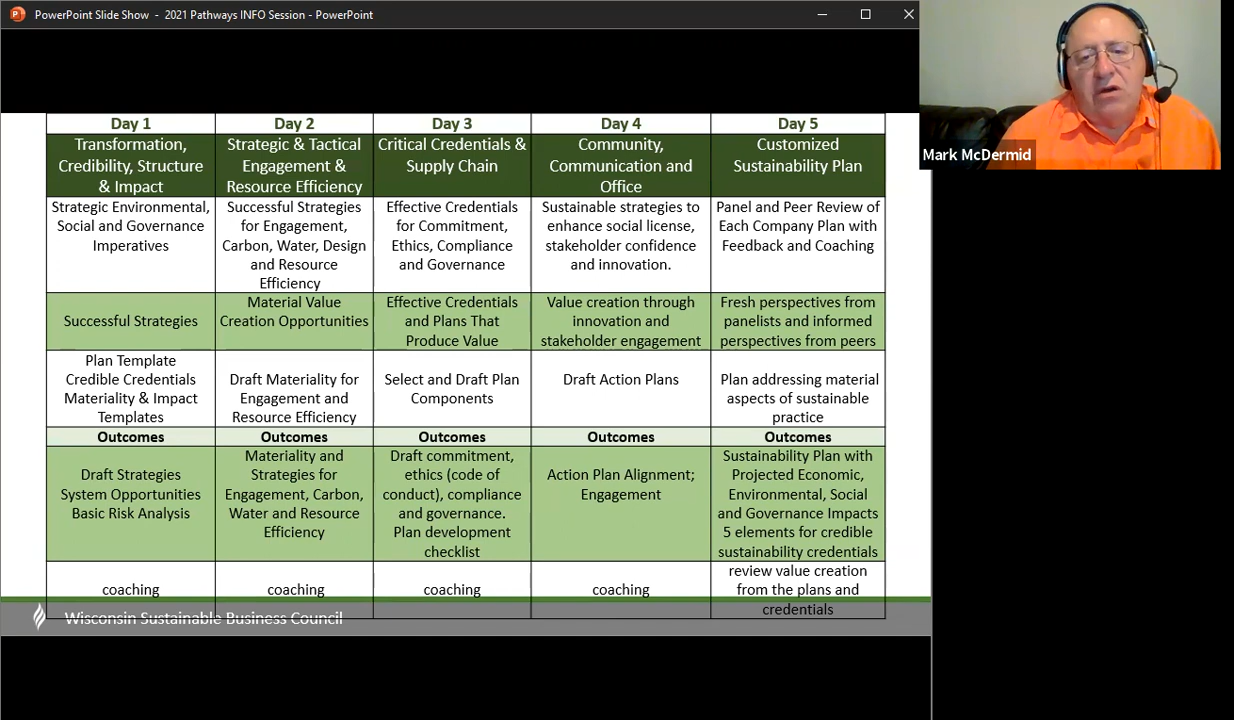 PowerPoint Slide Show - 2021 Pathways INFO Session - PowerPoint
Mark McDermid
Day 1
Day 2
Day 3
Day 4
Day 5
Transformation,
Credibility, Structure
& Impact
Strategic & Tactical
Engagement &
Resource Efficiency
Critical Credentials &
Supply Chain
Community,
Communication and
Office
Customized
Sustainability Plan
Strategic Environmental,
Social and Governance
Imperatives
Successful Strategies
for Engagement,
Carbon, Water, Design
and Resource
Efficiency
Effective Credentials
for Commitment,
Ethics, Compliance
and Governance
Sustainable strategies to
enhance social license,
stakeholder confidence
and innovation.
Panel and Peer Review of
Each Company Plan with
Feedback and Coaching
Successful Strategies
Material Value
Creation Opportunities
Effective Credentials
and Plans That
Produce Value
Value creation through
innovation and
stakeholder engagement
Fresh perspectives from
panelists and informed
perspectives from peers
Plan Template
Credible Credentials
Materiality & Impact
Templates
Draft Materiality for
Engagement and
Resource Efficiency
Select and Draft Plan
Components
Draft Action Plans
Plan addressing material
aspects of sustainable
practice
Outcomes
Outcomes
Outcomes
Outcomes
Outcomes
Draft Strategies
System Opportunities
Basic Risk Analysis
Materiality and
Strategies for
Engagement, Carbon,
Water and Resource
Efficiency
Draft commitment,
ethics (code of
conduct), compliance
and governance.
Plan development
checklist
Action Plan Alignment;
Engagement
Sustainability Plan with
Projected Economic,
Environmental, Social
and Governance Impacts
5 elements for credible
sustainability credentials
coaching
coaching
coaching
coaching
review value creation
from the plans and
credentials
Wisconsin Sustainable Business Council